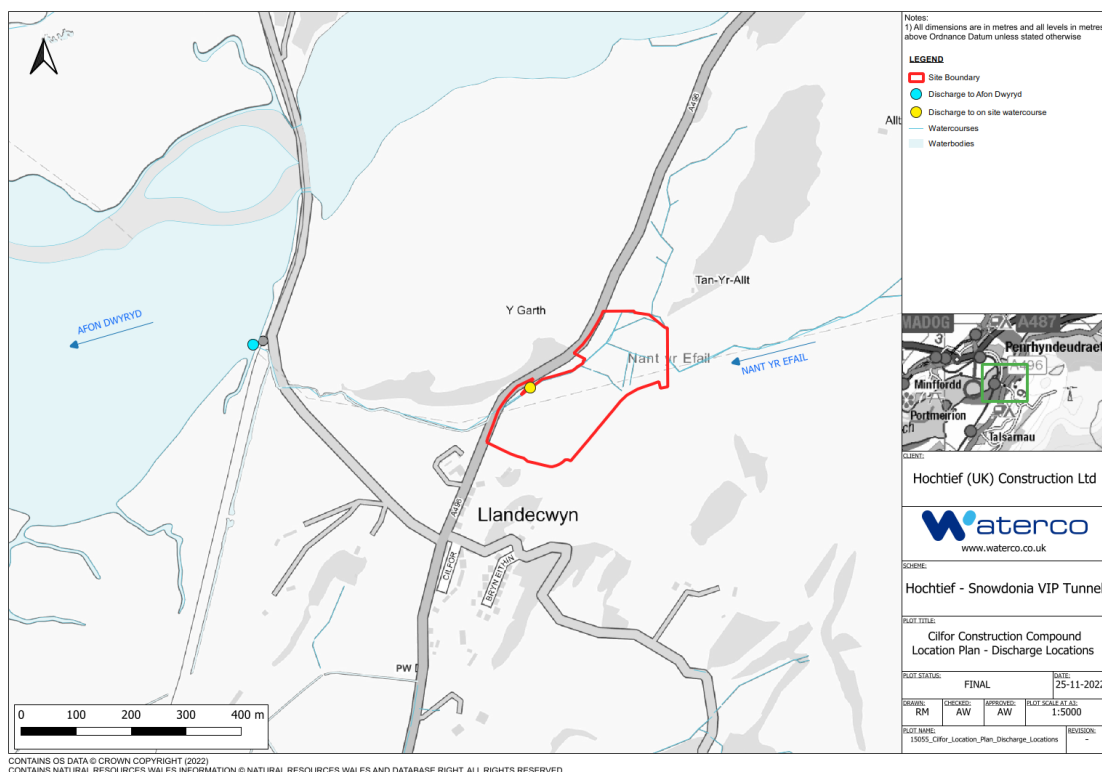 Notes:
1) All dimensions are in metres and all levels in metres
above Ordnance Datum unless stated otherwise
LEGEND
Site Boundary
Discharge to Afon Dwyryd
Discharge to on site watercourse
Watercourses
Waterbodies
A496
Allt
Tan-Yr-Allt
Y Garth
AFON DWYRYD
Nant yr Efail
NANT YR EFAIL
Llandecwyn
A496
CILFOR
BRYN EITHIN
PW
0 100 200 300 400 m
MADOG
A487
3
Penrhyndeudraet
A496
Minffordd
9
Portmeirion
ch
Talsarnau
CLIENT:
Hochtief (UK) Construction Ltd
Waterco
www.waterco.co.uk
SCHEME:
Hochtief - Snowdonia VIP Tunnel
PLOT TITLE:
Cilfor Construction Compound
Location Plan - Discharge Locations
PLOT STATUS:
FINAL
DATE:
25-11-2022
DRAWN:
RM
CHECKED:
AW
APPROVED:
AW
PLOT SCALE AT A3:
1:5000
PLOT NAME:
15055_Cilfor_Location_Plan_Discharge_Locations
REVISION:
-
CONTAINS OS DATA © CROWN COPYRIGHT (2022)
CONTAINS NATURAL RESOURCES WALES INFORMATION © NATURAL RESOURCES WALES AND DATABASE RIGHT. ALL RIGHTS RESERVED